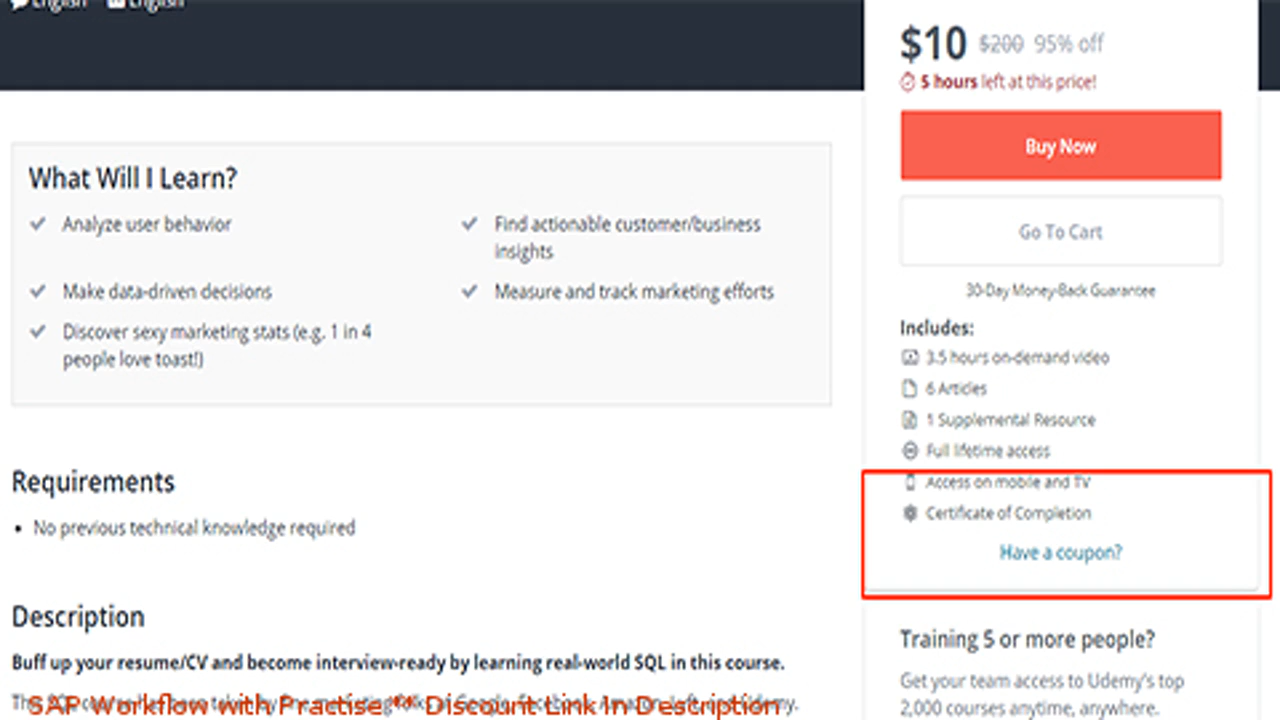 English English
$10 $200 95% off
5 hours left at this price!
Buy Now
Go To Cart
30-Day Money-Back Guarantee
Includes:
3.5 hours on-demand video
6 Articles
1 Supplemental Resource
Full lifetime access
Access on mobile and TV
Certificate of Completion
Have a coupon?
Training 5 or more people?
Get your team access to Udemy's top
2,000 courses anytime, anywhere.
What Will I Learn?
Analyze user behavior
Find actionable customer/business
insights
Make data-driven decisions
Measure and track marketing efforts
Discover sexy marketing stats (e.g. 1 in 4
people love toast!)
Requirements
• No previous technical knowledge required
Description
Buff up your resume/CV and become interview-ready by learning real-world SQL in this course.
SAP Workflow with Practise Discount Link In Description